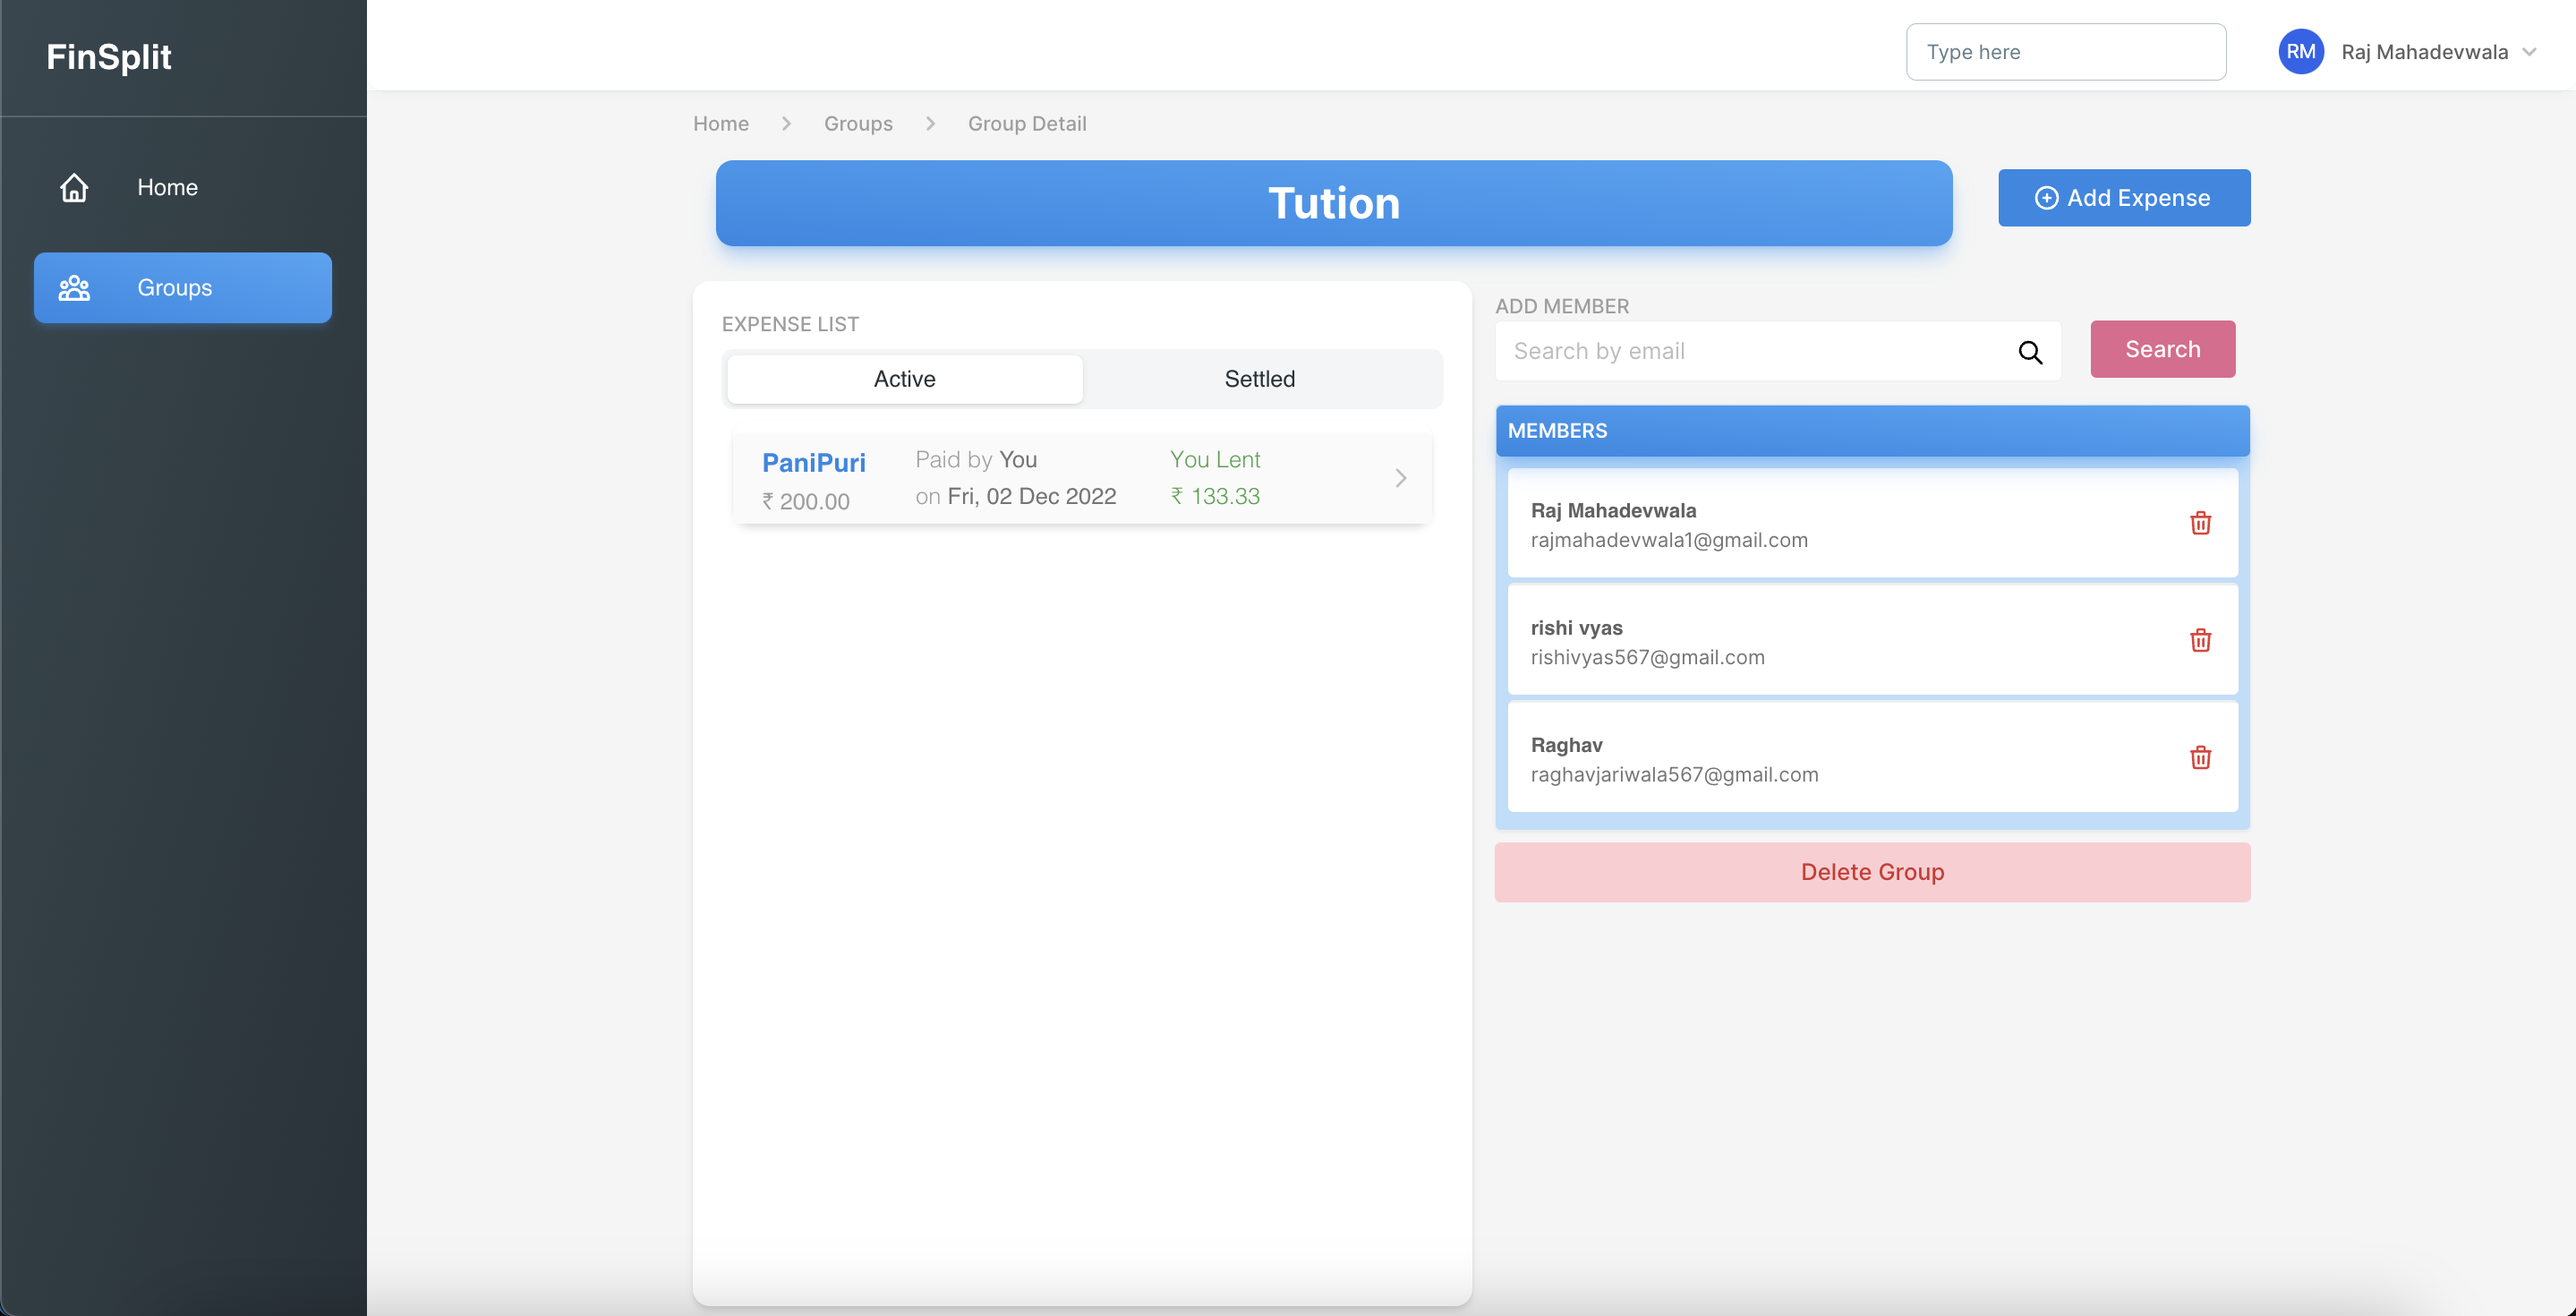 FinSplit
Home
Groups
Type here
RM
Raj Mahadevwala
Home > Groups > Group Detail
Tution
Add Expense
EXPENSE LIST
Active
Settled
PaniPuri
₹ 200.00
Paid by You
on Fri, 02 Dec 2022
You Lent
₹ 133.33
ADD MEMBER
Search by email
Search
MEMBERS
Raj Mahadevwala
rajmahadevwala1@gmail.com
rishi vyas
rishivyas567@gmail.com
Raghav
raghavjariwala567@gmail.com
Delete Group